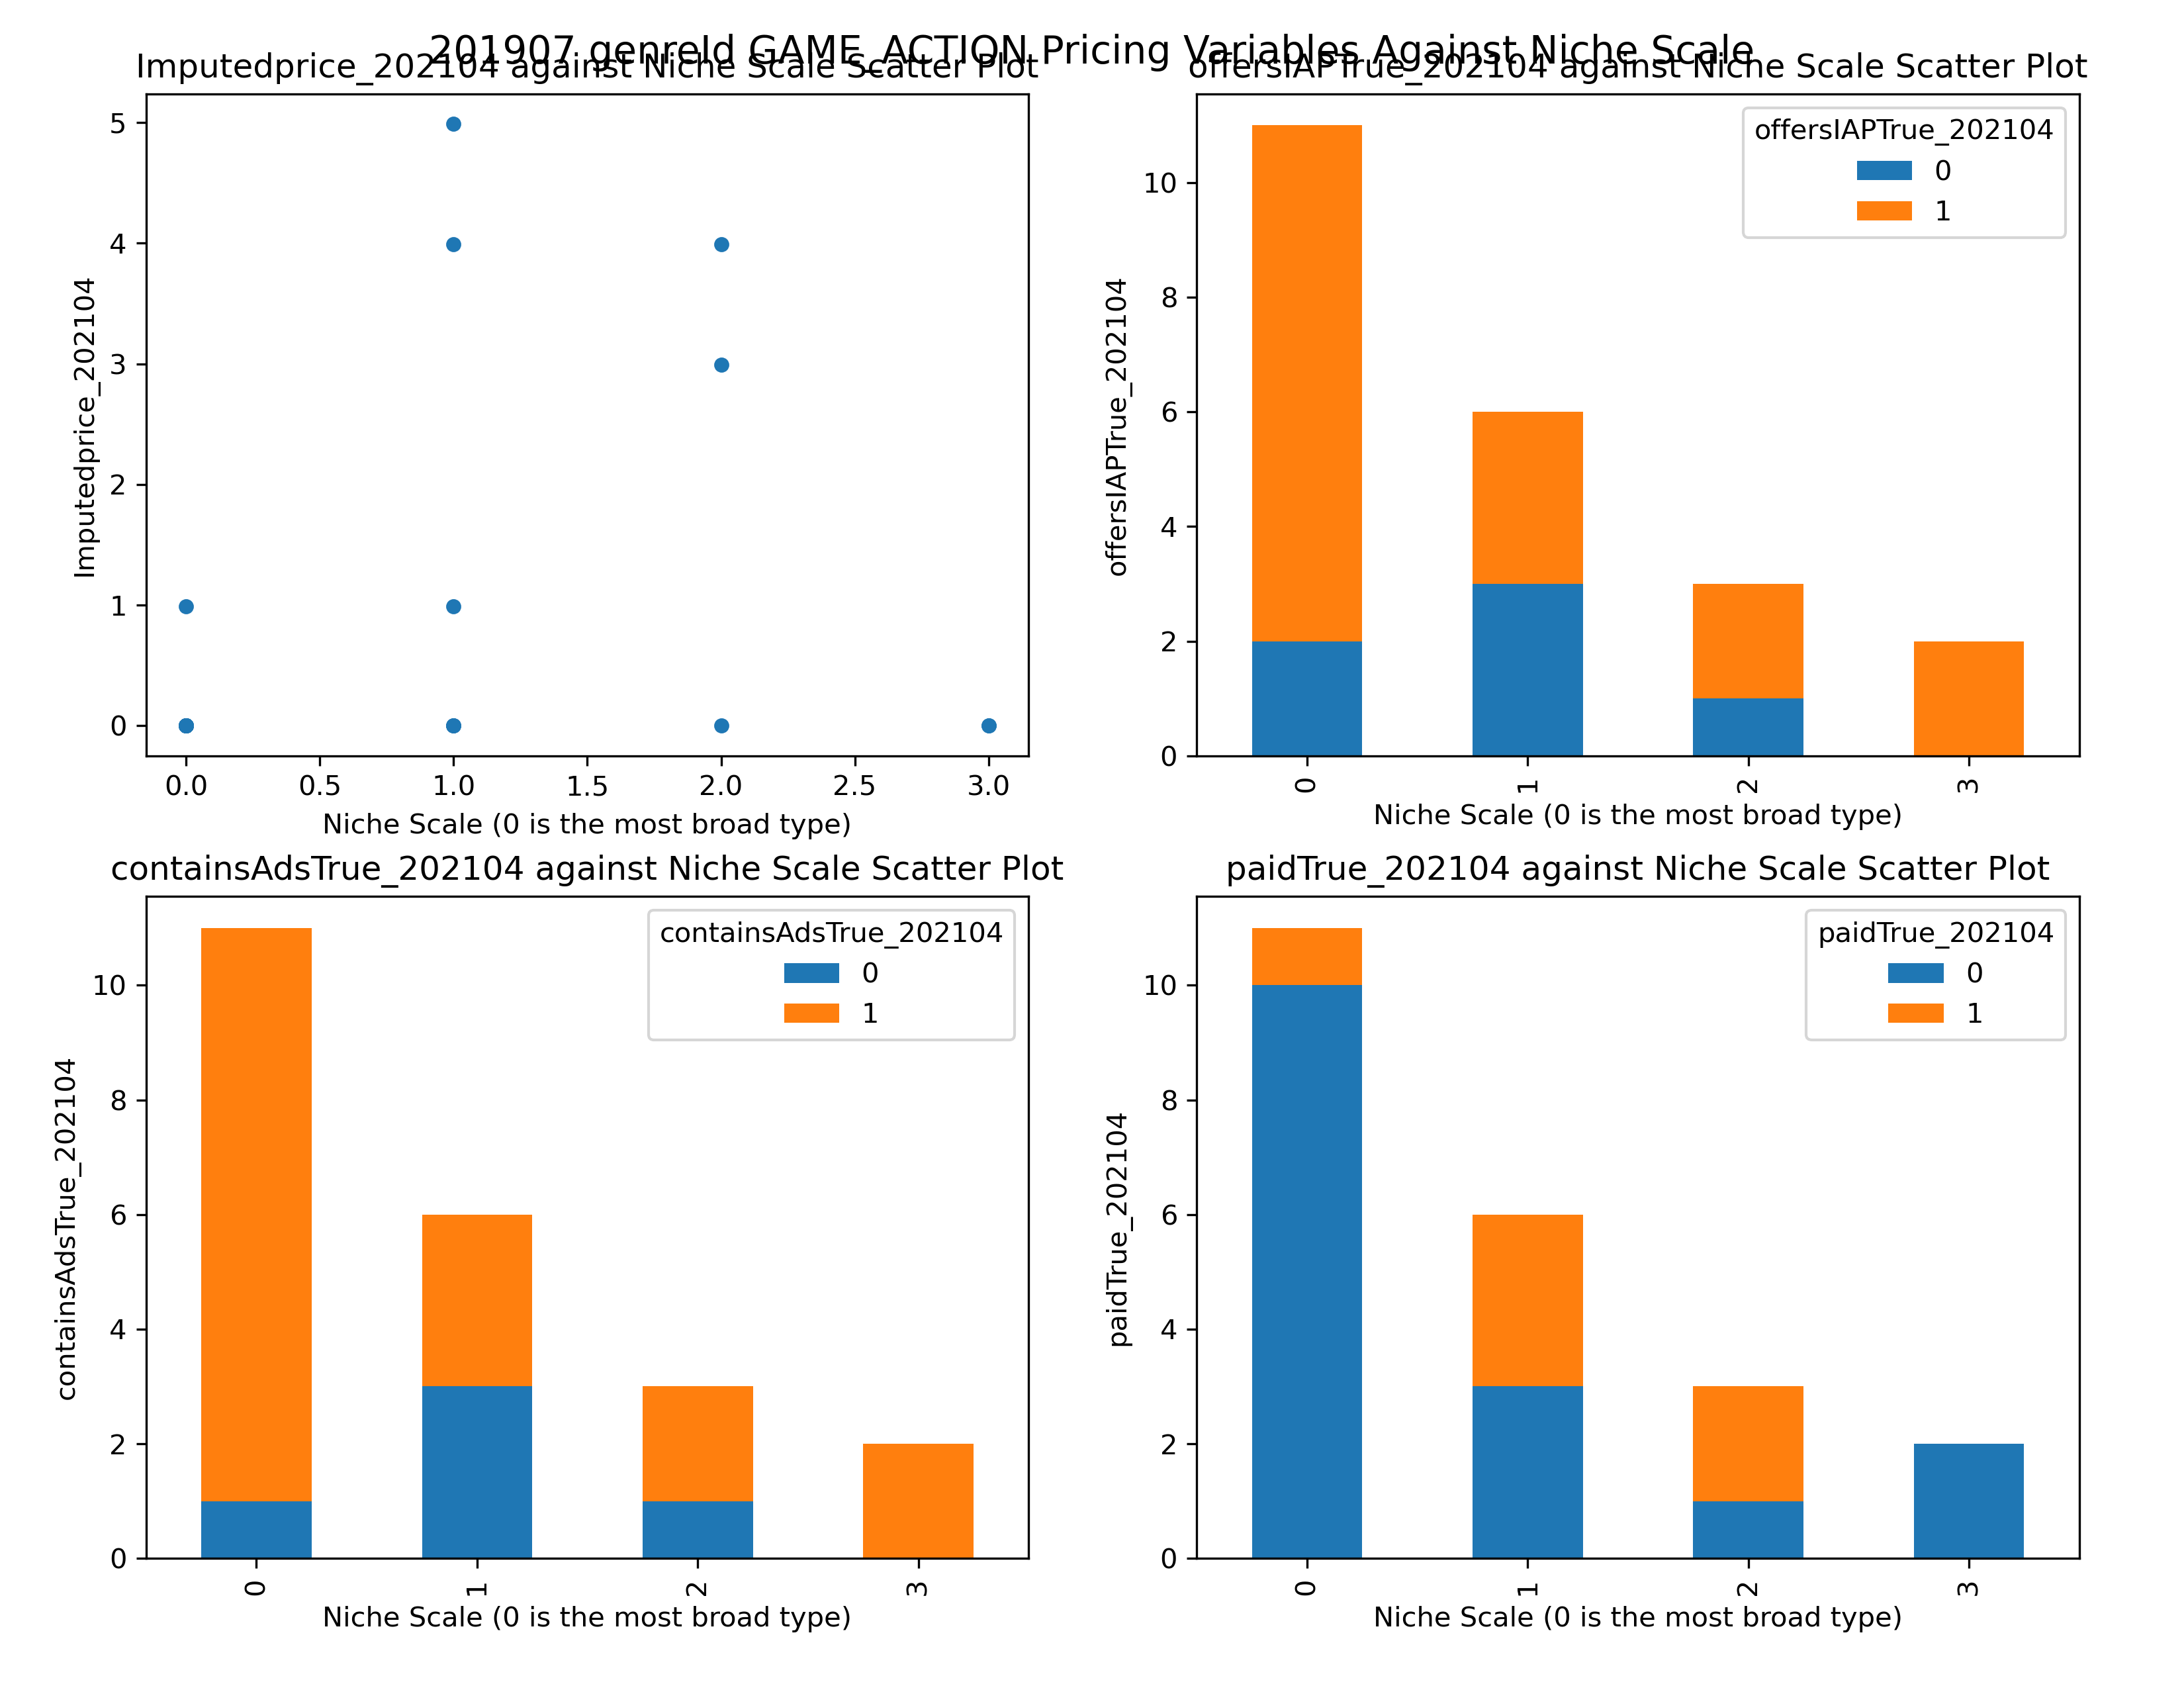 201907 genreId GAME_ACTION Pricing Variables Against Niche Scale
Imputedprice_202104 against Niche Scale Scatter Plot
Imputedprice_202104
5
4
3
2
1
0
0.0 0.5 1.0 1.5 2.0 2.5 3.0
Niche Scale (0 is the most broad type)
offersIAPTrue_202104 against Niche Scale Scatter Plot
offersIAPTrue_202104
10
8
6
4
2
0
offersIAPTrue_202104
0
1
0 1 2 3
Niche Scale (0 is the most broad type)
containsAdsTrue_202104 against Niche Scale Scatter Plot
containsAdsTrue_202104
10
8
6
4
2
0
containsAdsTrue_202104
0
1
0 1 2 3
Niche Scale (0 is the most broad type)
paidTrue_202104 against Niche Scale Scatter Plot
paidTrue_202104
10
8
6
4
2
0
paidTrue_202104
0
1
0 1 2 3
Niche Scale (0 is the most broad type)